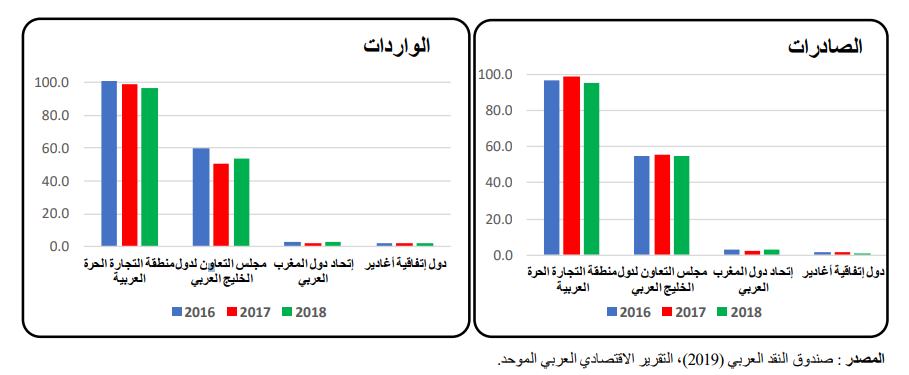 الصادرات
100.0
80.0
60.0
40.0
20.0
0.0
منطقة التجارة الحرة
العربية
مجلس التعاون لدول
الخليج العربي
إتحاد دول المغرب
العربي
دول إتفاقية أغادير
2016 2017 2018
الواردات
100.0
80.0
60.0
40.0
20.0
0.0
منطقة التجارة الحرة
العربية
مجلس التعاون لدول
الخليج العربي
إتحاد دول المغرب
العربي
دول إتفاقية أغادير
2016 2017 2018
المصدر : صندوق النقد العربي (2019)، التقرير الاقتصادي العربي الموحد.